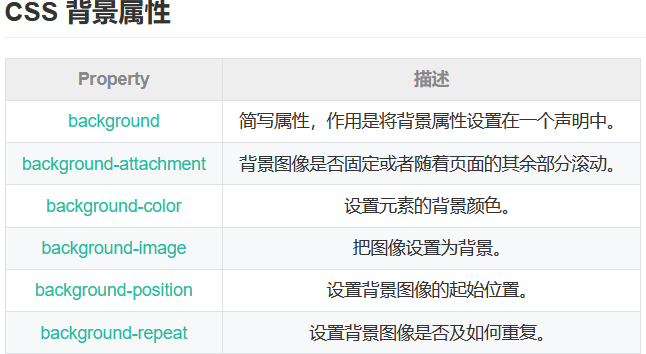 CSS 背景属性
Property 描述
background 简写属性，作用是将背景属性设置在一个声明中。
background-attachment 背景图像是否固定或者随着页面的其余部分滚动。
background-color 设置元素的背景颜色。
background-image 把图像设置为背景。
background-position 设置背景图像的起始位置。
background-repeat 设置背景图像是否及如何重复。